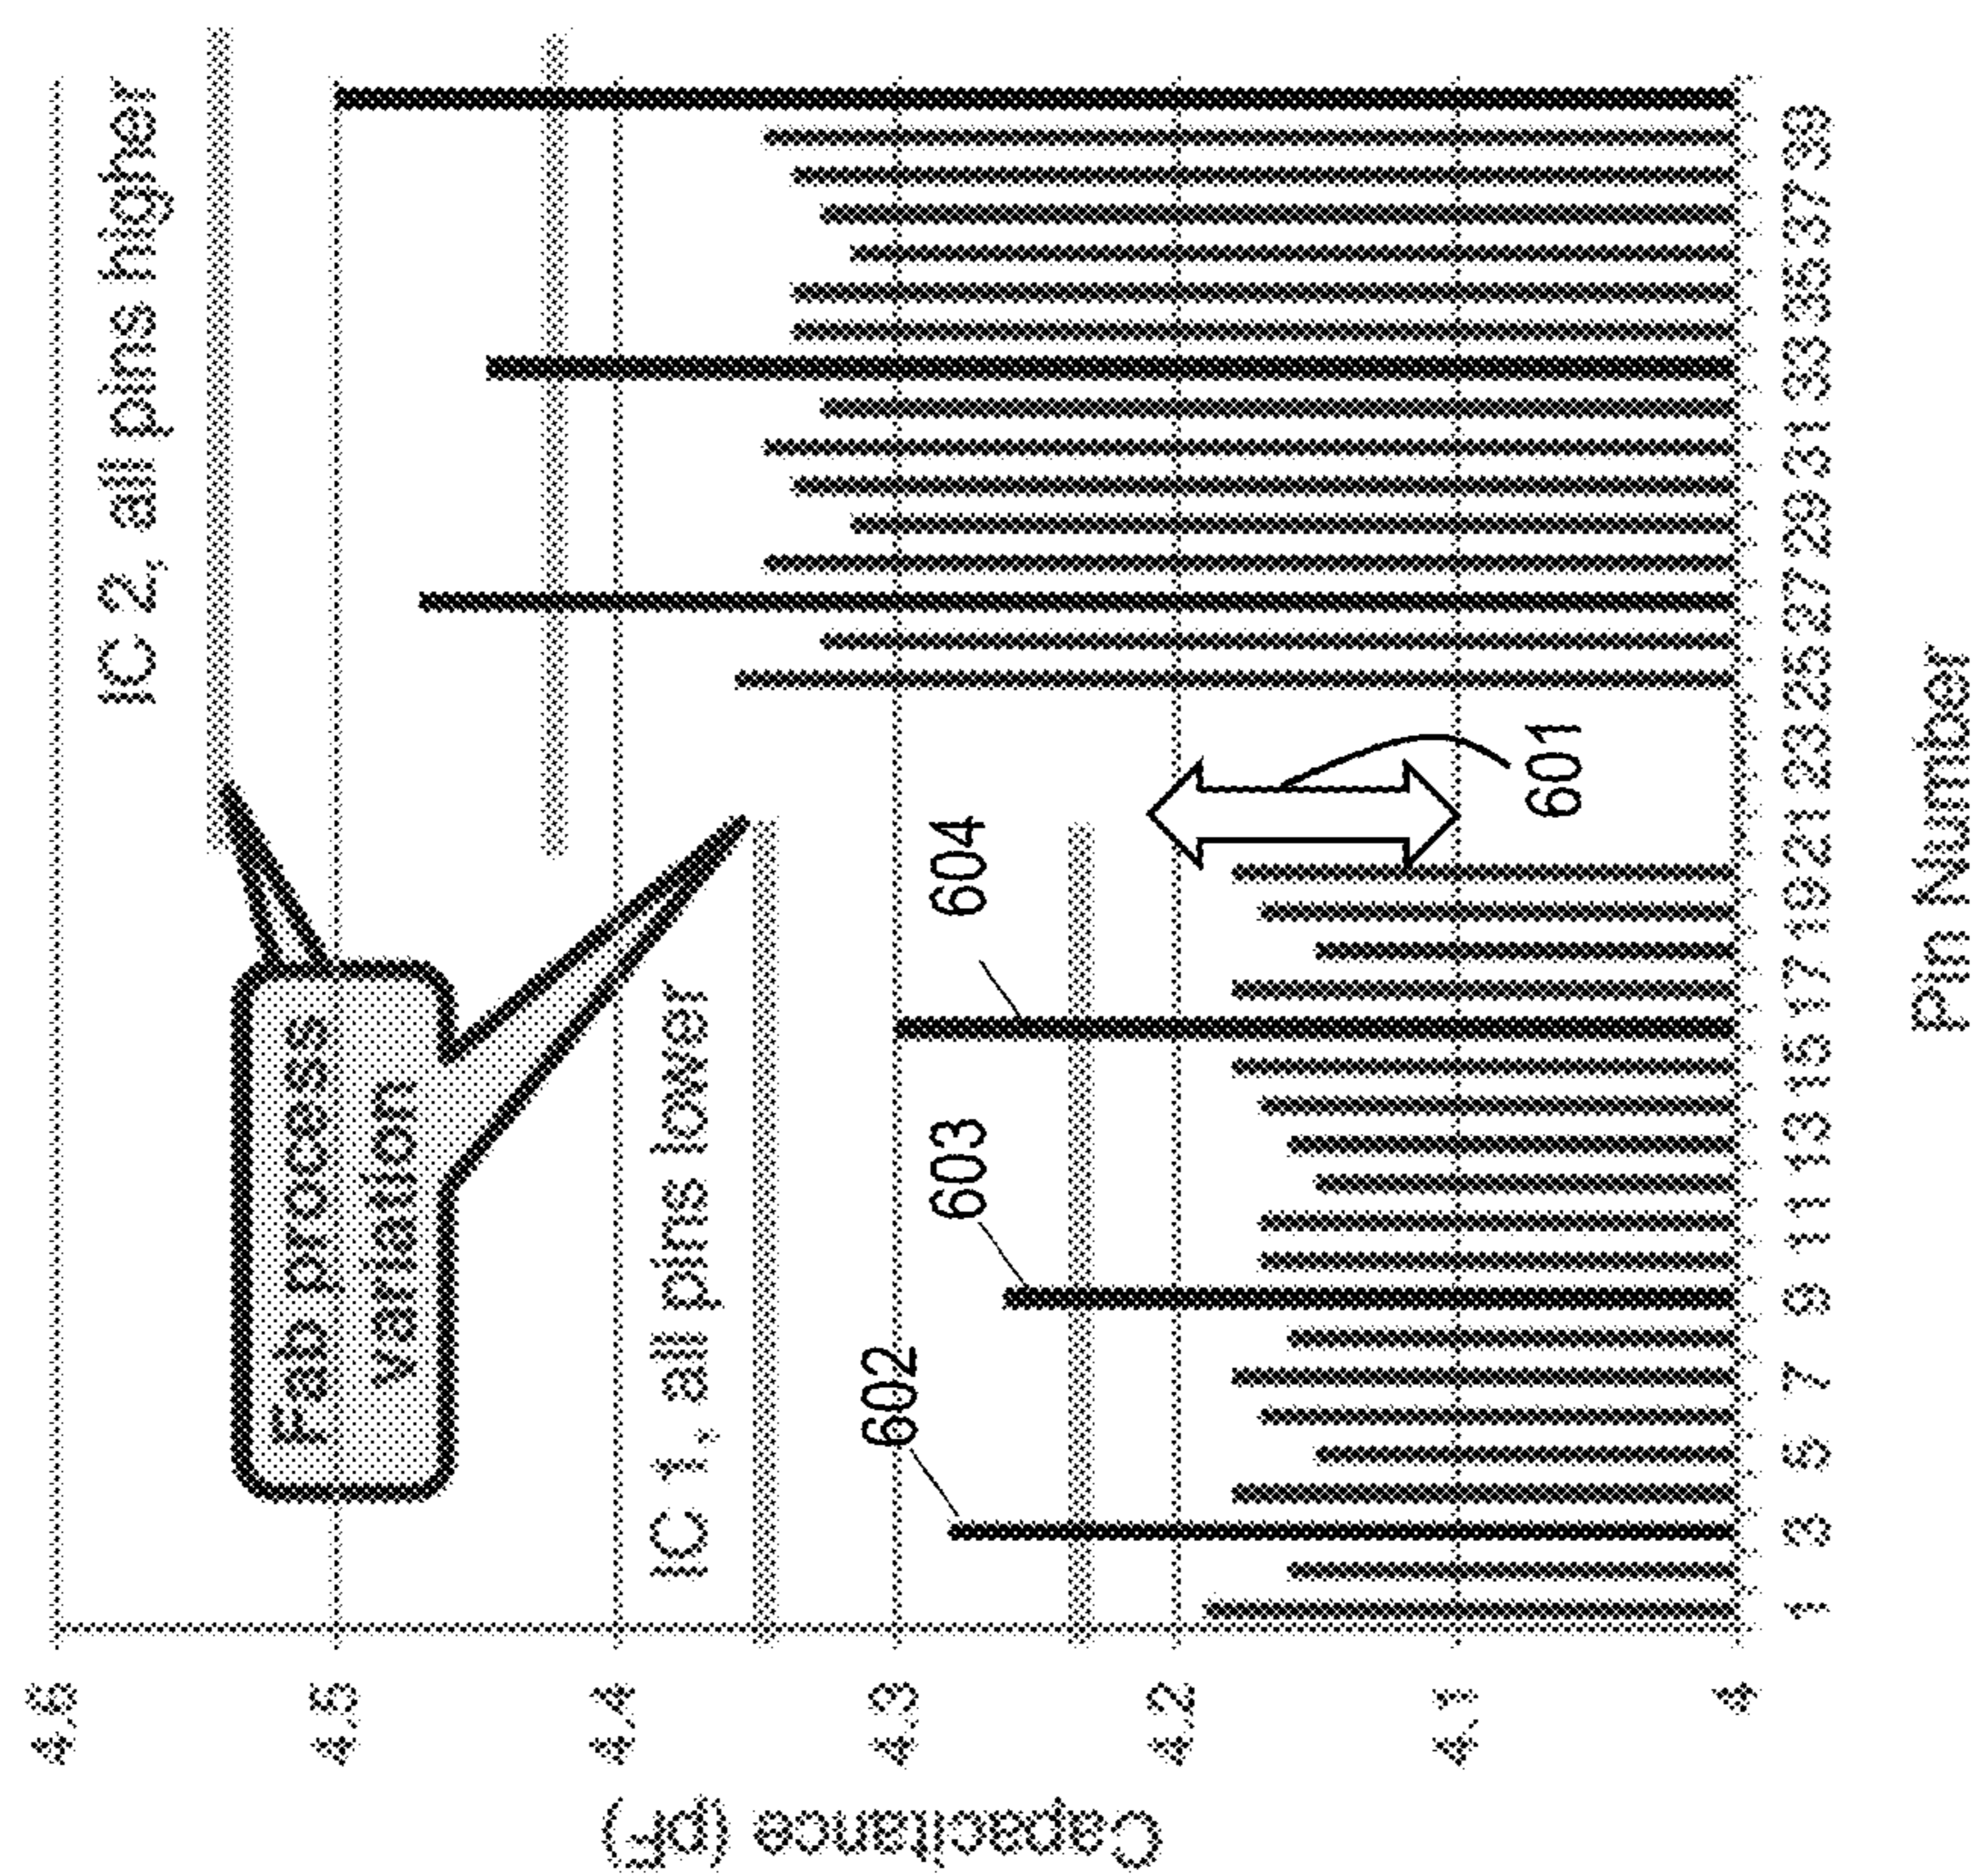 Capacitance (pF)
4.6
4.5
4.4
4.3
4.2
4.1
4
IC 2, all pins higher
Fab process
variation
IC 1, all pins lower
602
603
604
601
1 3 5 7 9 11 13 15 17 19 21 23 25 27 29 31 33 35 37 39
Pin Number